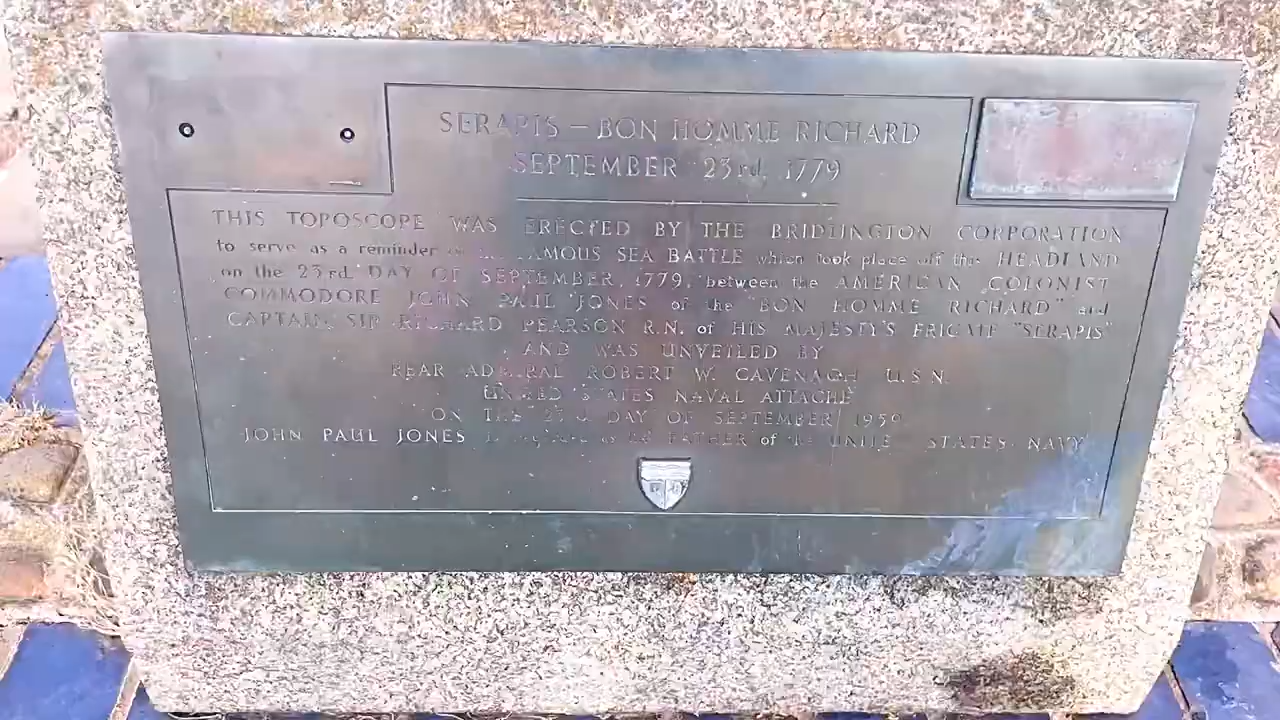 SERAPIS – BON HOMME RICHARD
SEPTEMBER 23rd, 1779
THIS TOPOSCOPE WAS ERECTED BY THE BRIDLINGTON CORPORATION
to serve as a reminder FAMOUS SEA BATTLE which took place off this HEADLAND
on the 23rd DAY OF SEPTEMBER, 1779, between the AMERICAN COLONIST
COMMODORE JOHN PAUL JONES of the "BON HOMME RICHARD" and
CAPTAIN SIR RICHARD PEARSON R.N. of HIS MAJESTY'S FRIGATE "SERAPIS"
AND WAS UNVEILED BY
REAR ADMIRAL ROBERT W. CAVENAGH U.S.N.
UNITED STATES NAVAL ATTACHE
ON THE DAY OF SEPTEMBER 1959
JOHN PAUL JONES FATHER of the UNITED STATES NAVY